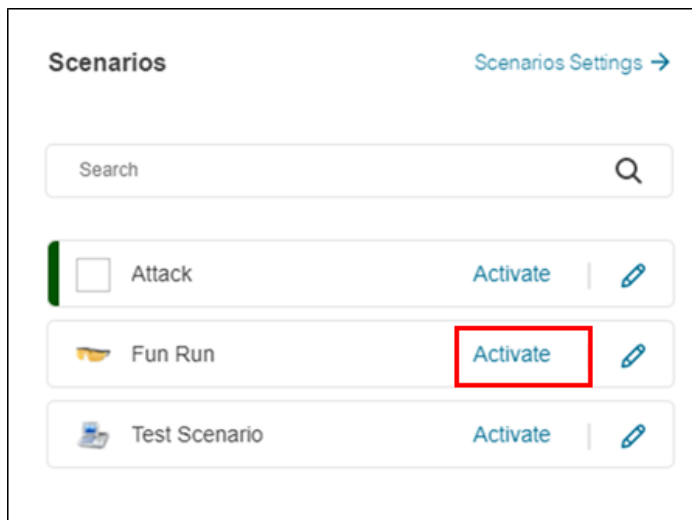 Scenarios Scenarios Settings →
Search
Attack Activate
Fun Run Activate
Test Scenario Activate